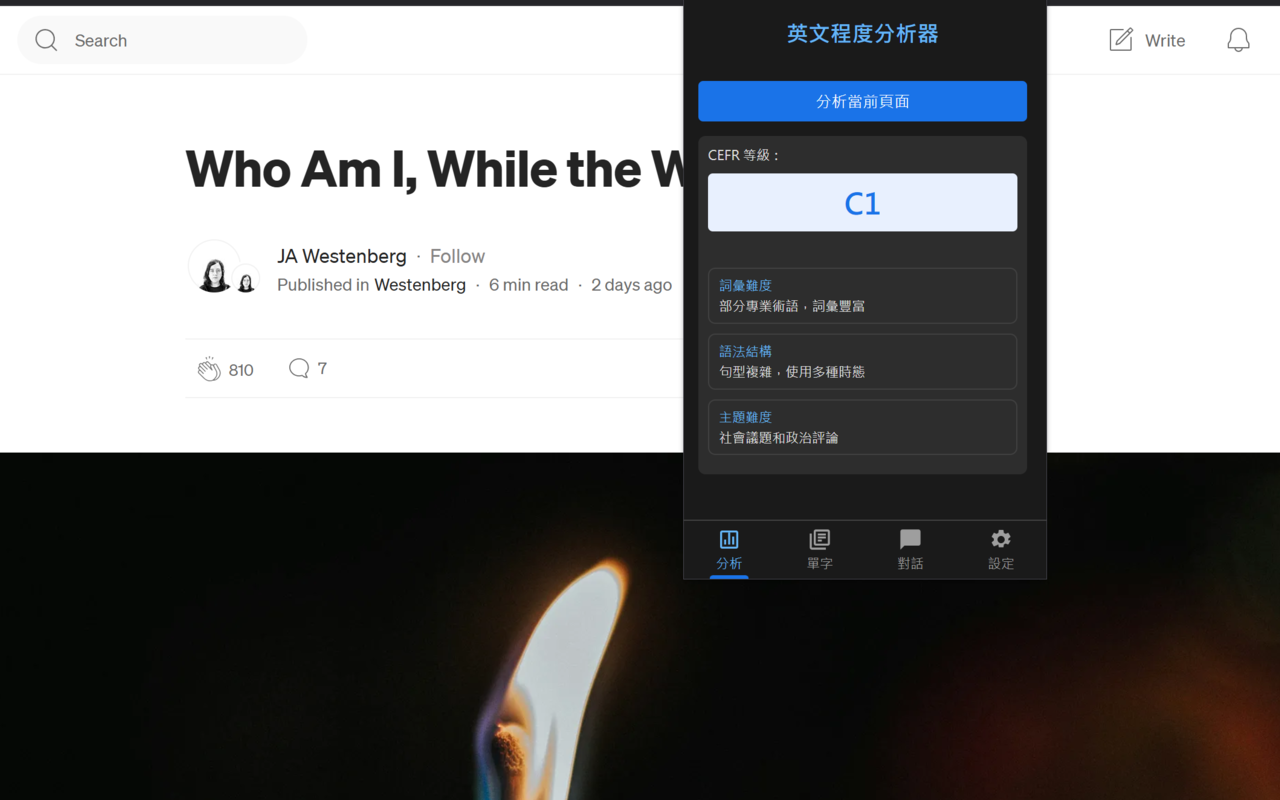 Search
Write
Who Am I, While the W
JA Westenberg · Follow
Published in Westenberg · 6 min read · 2 days ago
810
7
英文程度分析器
分析當前頁面
CEFR 等級：
C1
詞彙難度
部分專業術語，詞彙豐富
語法結構
句型複雜，使用多種時態
主題難度
社會議題和政治評論
分析
單字
對話
設定